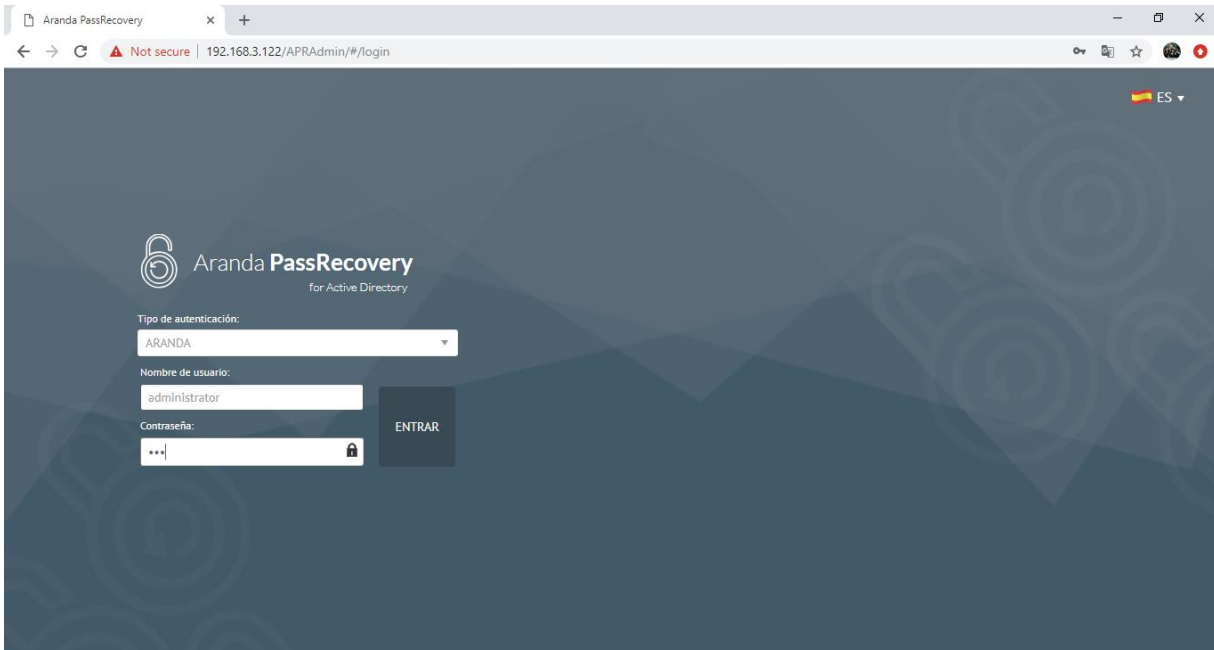 Aranda PassRecovery
Not secure | 192.168.3.122/APRAdmin/#/login
ES
Aranda PassRecovery
for Active Directory
Tipo de autenticación:
ARANDA
Nombre de usuario:
administrator
Contraseña:
•••
ENTRAR